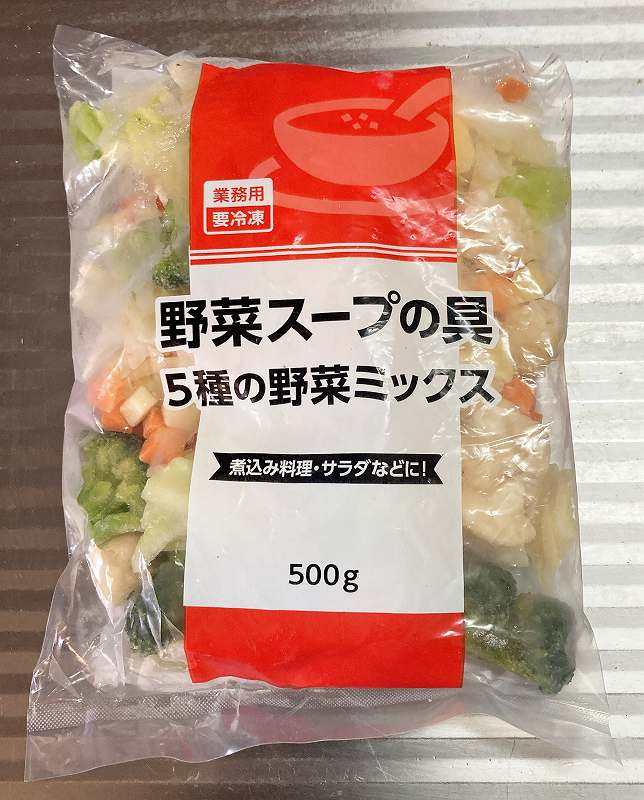 業務用
要冷凍
野菜スープの具
5種の野菜ミックス
煮込み料理・サラダなどに!
500g